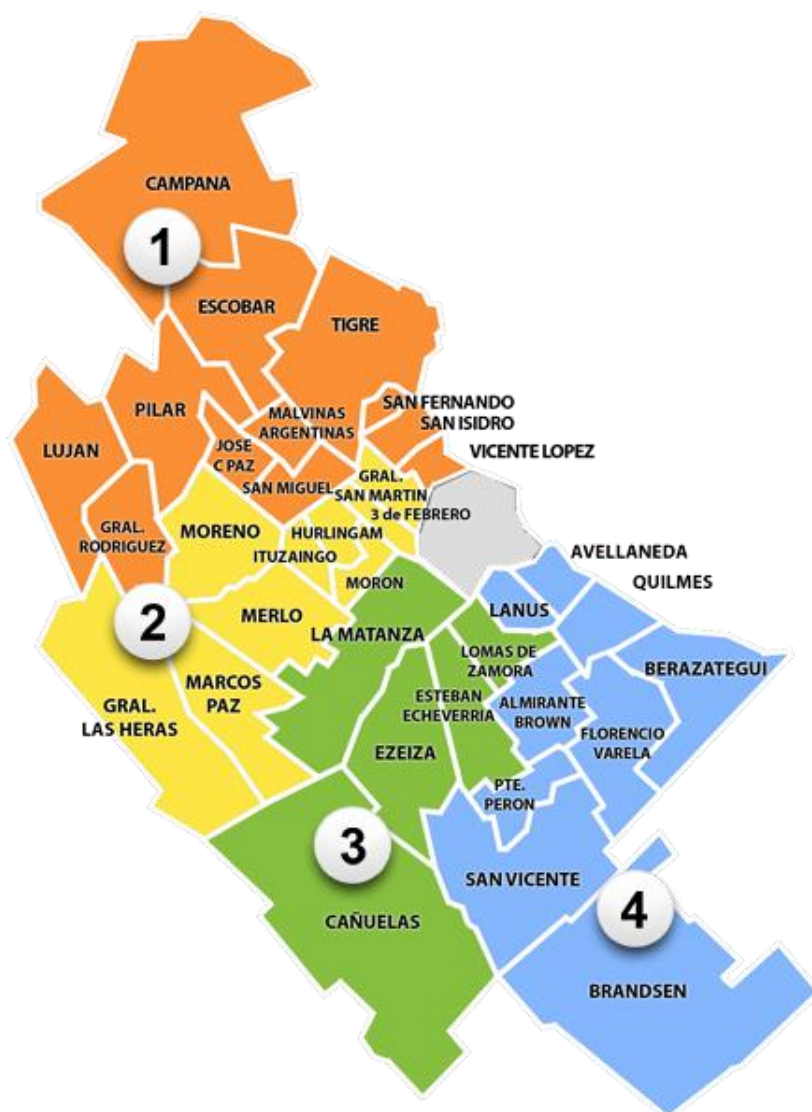 CAMPANA
1
ESCOBAR
TIGRE
PILAR
SAN FERNANDO
SAN ISIDRO
MALVINAS
ARGENTINAS
LUJAN
JOSE
C PAZ
VICENTE LOPEZ
SAN MIGUEL
GRAL.
SAN MARTIN
3 de FEBRERO
GRAL.
RODRIGUEZ
MORENO
HURLINGAM
ITUZAINGO
MORON
AVELLANEDA
QUILMES
2
MERLO
LA MATANZA
LANUS
LOMAS DE
ZAMORA
BERAZATEGUI
GRAL.
LAS HERAS
MARCOS
PAZ
ESTEBAN
ECHEVERRIA
ALMIRANTE
BROWN
FLORENCIO
VARELA
EZEIZA
PTE.
PERON
3
SAN VICENTE
4
CAÑUELAS
BRANDSEN